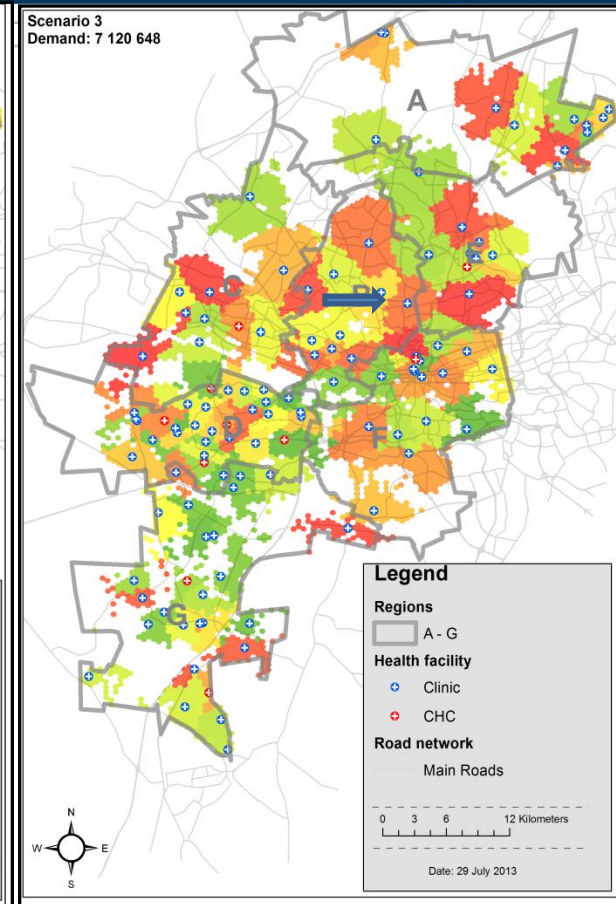 Scenario 3
Demand: 7 120 648
A
C
E
D
F
G
Legend
Regions
A - G
Health facility
Clinic
CHC
Road network
Main Roads
0 3 6 12 Kilometers
Date: 29 July 2013
N
W E
S